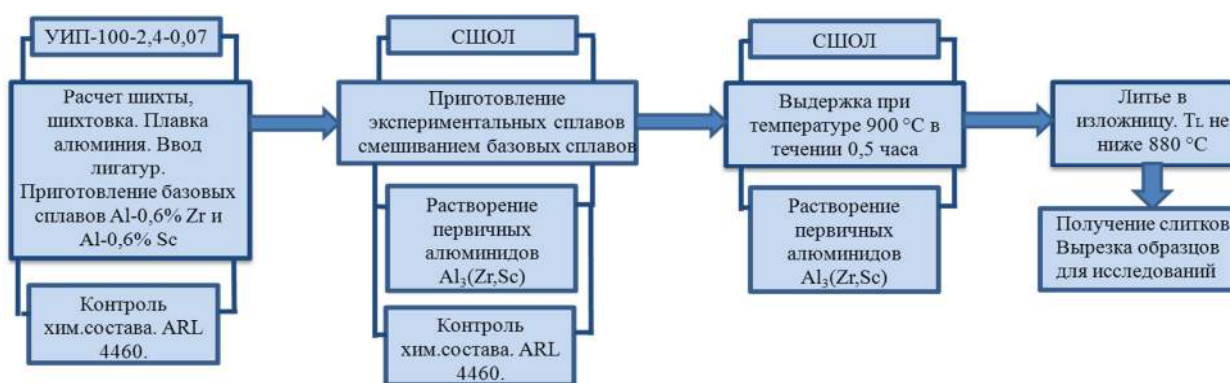 УИП-100-2,4-0,07
Расчет шихты,
шихтовка. Плавка
алюминия. Ввод
лигатур.
Приготовление базовых
сплавов Al-0,6% Zr и
Al-0,6% Sc
Контроль
хим.состава. ARL
4460.
СШОЛ
Приготовление
экспериментальных сплавов
смешиванием базовых сплавов
Растворение
первичных
алюминидов
Al₃(Zr,Sc)
Контроль
хим.состава. ARL
4460.
СШОЛ
Выдержка при
температуре 900 °С в
течении 0,5 часа
Растворение
первичных
алюминидов
Al₃(Zr,Sc)
Литье в
изложницу. TL не
ниже 880 °С
Получение слитков
Вырезка образцов
для исследований